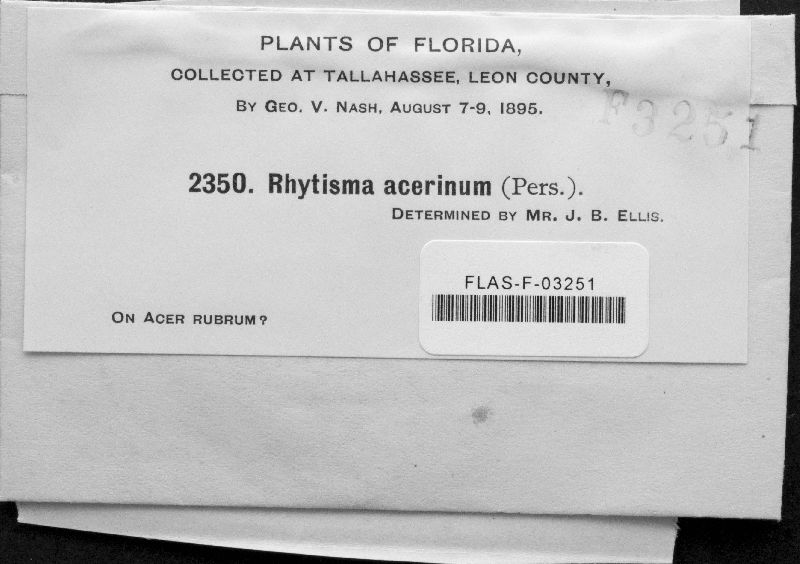 PLANTS OF FLORIDA,
COLLECTED AT TALLAHASSEE, LEON COUNTY,
BY GEO. V. NASH, AUGUST 7-9, 1895.
F3251
2350. Rhytisma acerinum (Pers.).
DETERMINED BY MR. J. B. ELLIS.
FLAS-F-03251
ON ACER RUBRUM?